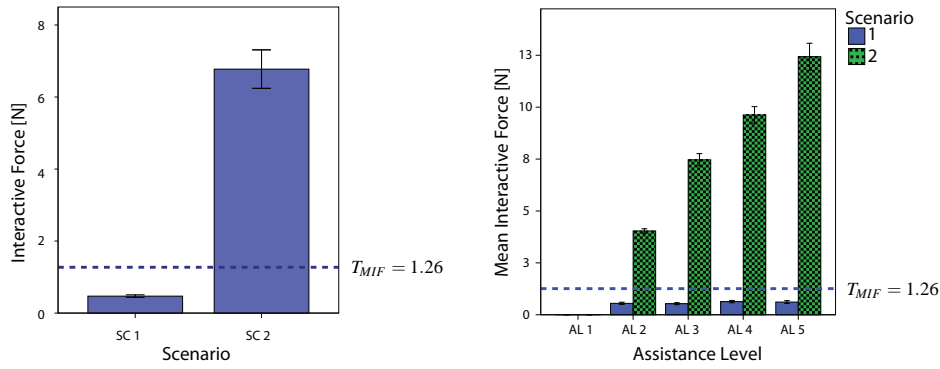 Interactive Force [N]
8
6
4
2
0
SC 1
SC 2
Scenario
T_MIF = 1.26
Mean Interactive Force [N]
13
10
8
5
3
0
AL 1
AL 2
AL 3
AL 4
AL 5
Assistance Level
T_MIF = 1.26
Scenario
1
2